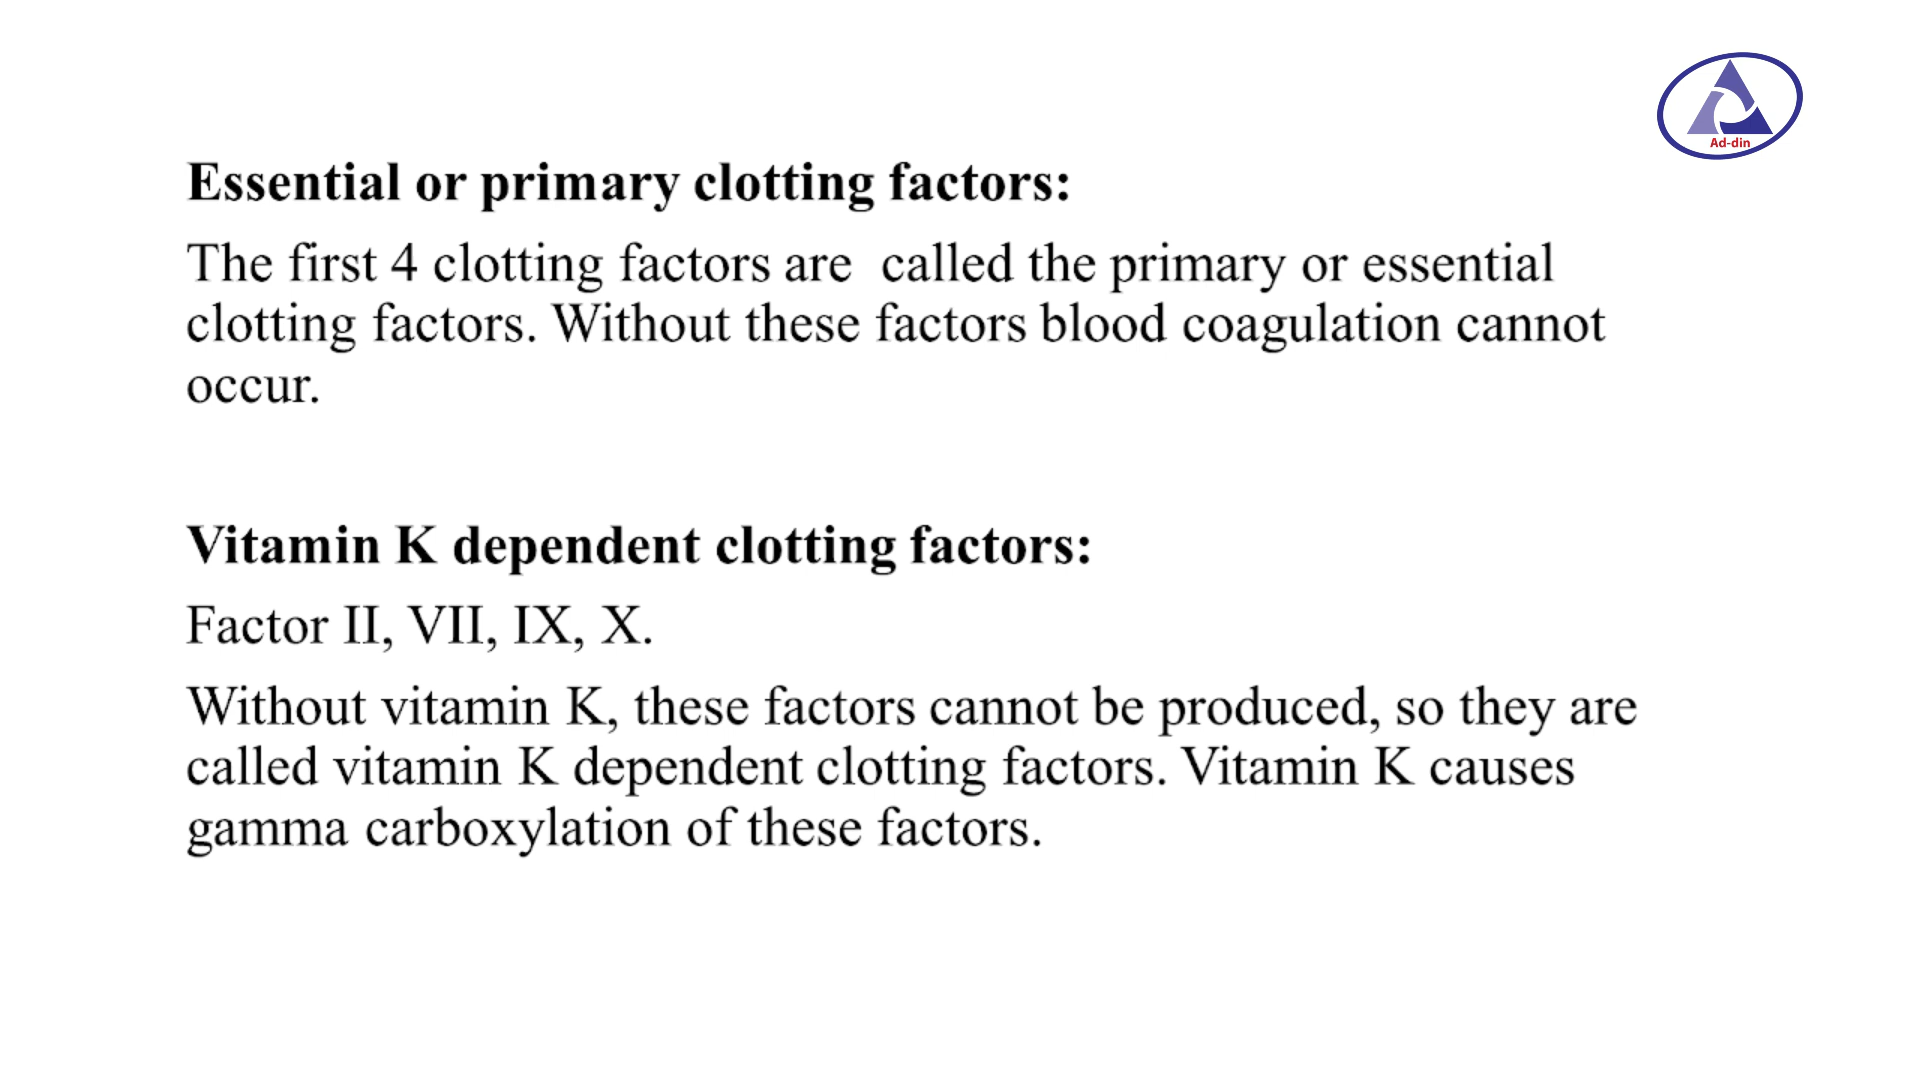 Ad-din
Essential or primary clotting factors:
The first 4 clotting factors are  called the primary or essential
clotting factors. Without these factors blood coagulation cannot
occur.
Vitamin K dependent clotting factors:
Factor II, VII, IX, X.
Without vitamin K, these factors cannot be produced, so they are
called vitamin K dependent clotting factors. Vitamin K causes
gamma carboxylation of these factors.